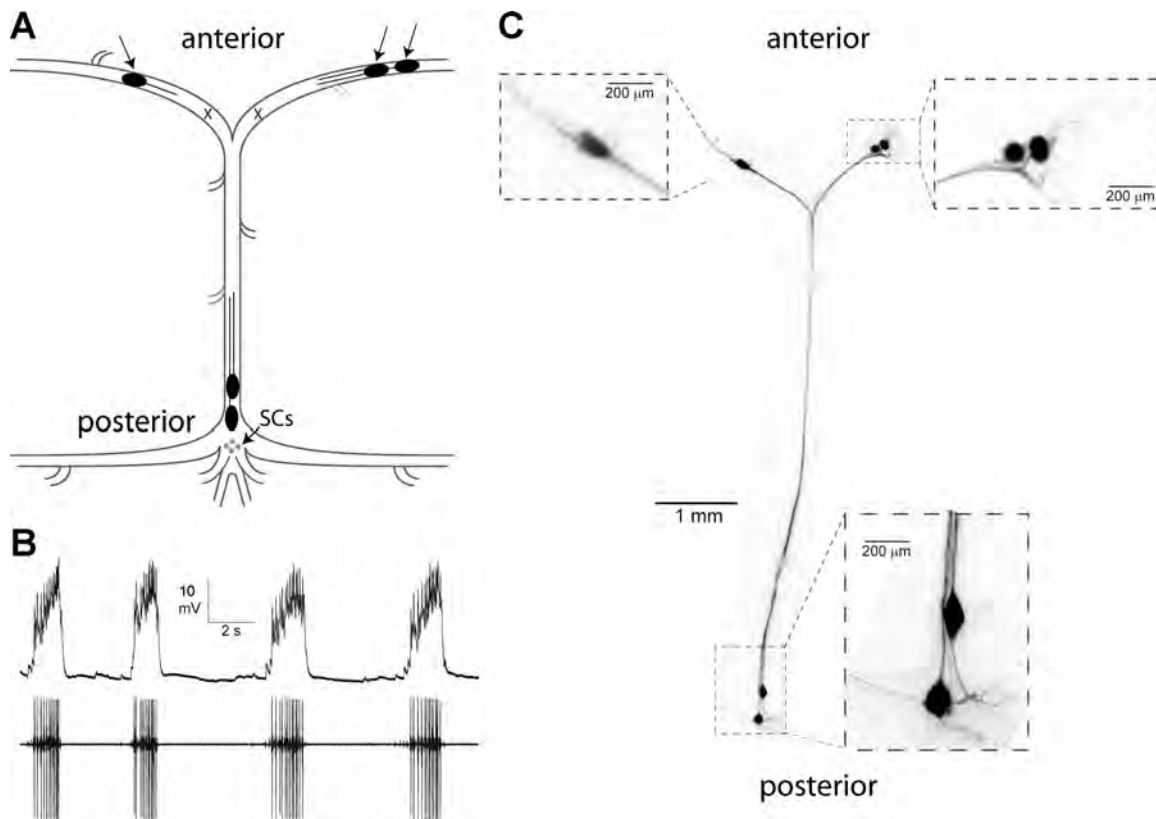 A
anterior
x
x
posterior
SCs
B
10
mV
2 s
C
anterior
200 μm
200 μm
1 mm
200 μm
posterior